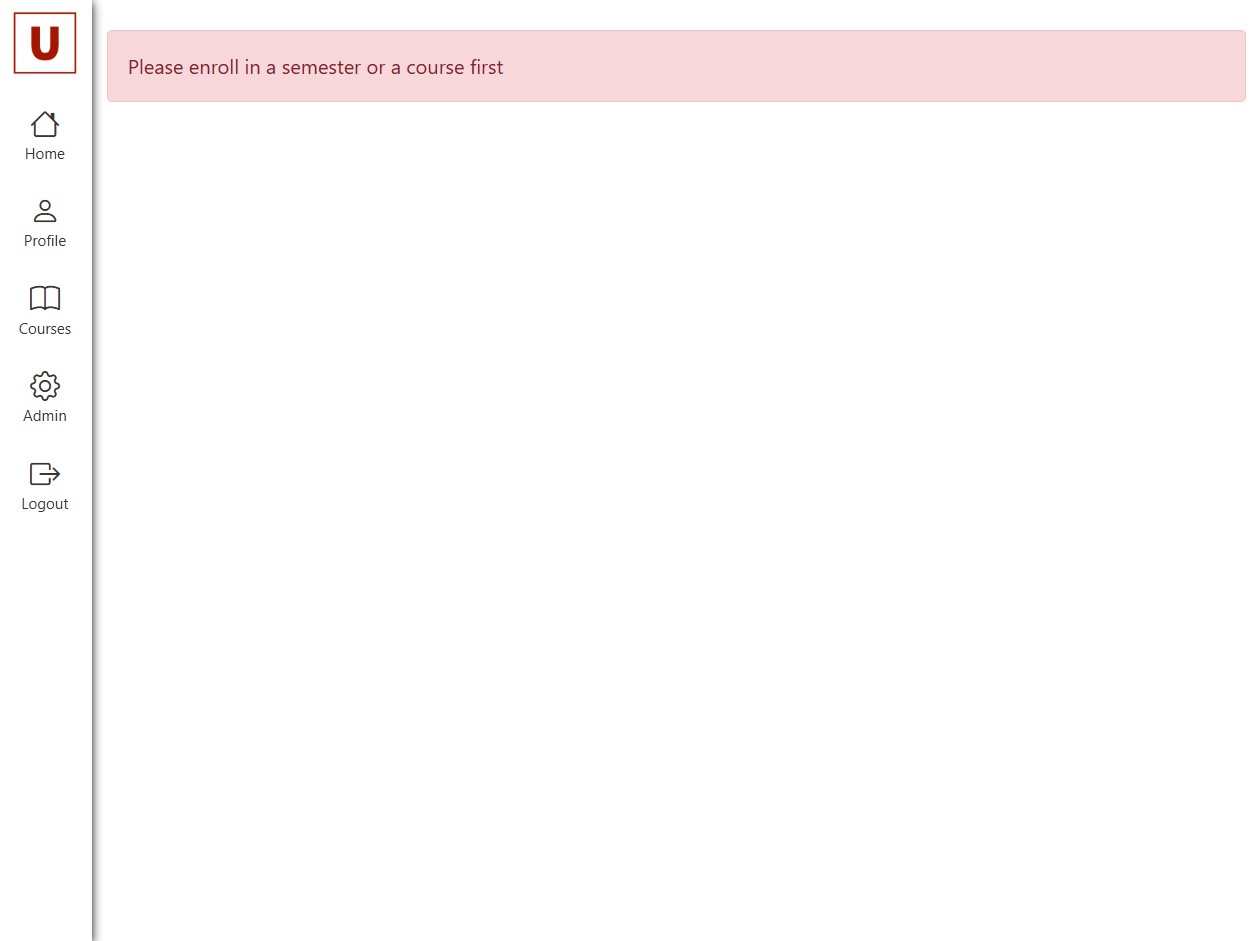 U
Home
Profile
Courses
Admin
Logout
Please enroll in a semester or a course first